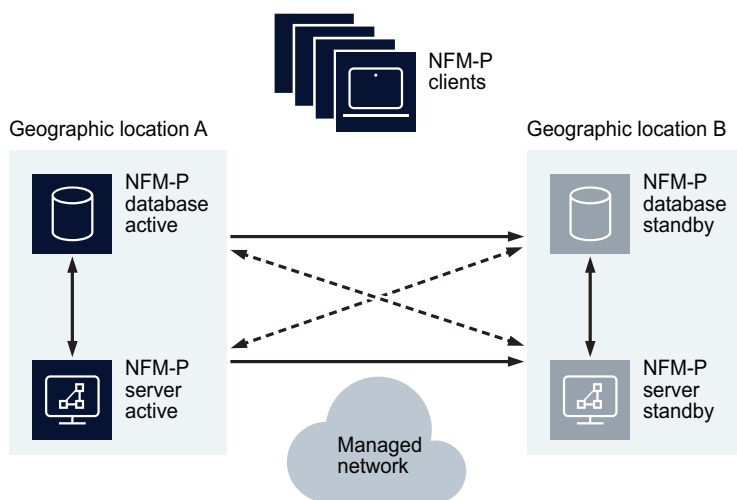 NFM-P
clients
Geographic location A
Geographic location B
NFM-P
database
active
NFM-P
database
standby
NFM-P
server
active
NFM-P
server
standby
Managed
network